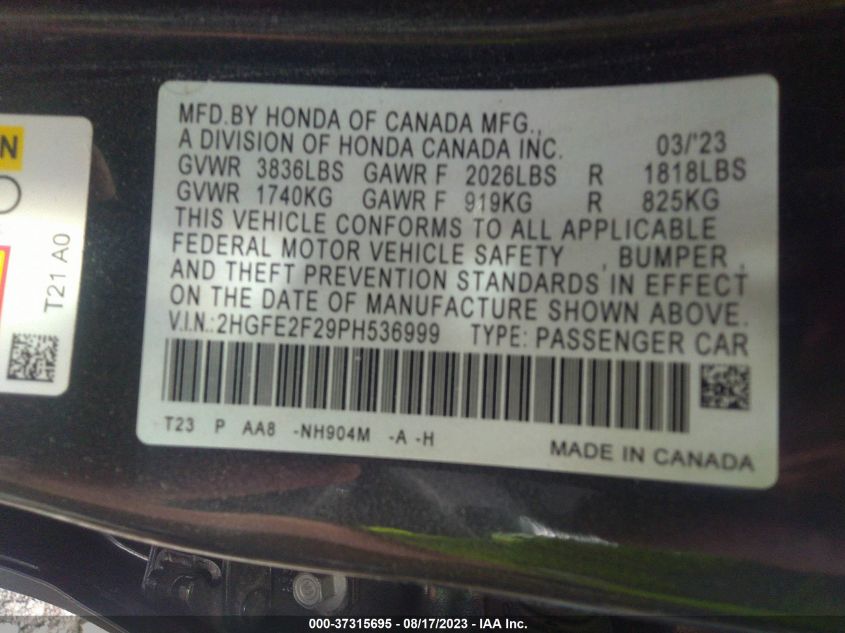 MFD.BY HONDA OF CANADA MFG.,
A DIVISION OF HONDA CANADA INC. 03/'23
GVWR 3836LBS GAWR F 2026LBS R 1818LBS
GVWR 1740KG GAWR F 919KG R 825KG
THIS VEHICLE CONFORMS TO ALL APPLICABLE
FEDERAL MOTOR VEHICLE SAFETY , BUMPER ,
AND THEFT PREVENTION STANDARDS IN EFFECT
ON THE DATE OF MANUFACTURE SHOWN ABOVE.
V.I.N.:2HGFE2F29PH536999 TYPE: PASSENGER CAR
T23 P AA8 -NH904M -A -H
MADE IN CANADA
T21 A0
000-37315695 - 08/17/2023 - IAA Inc.